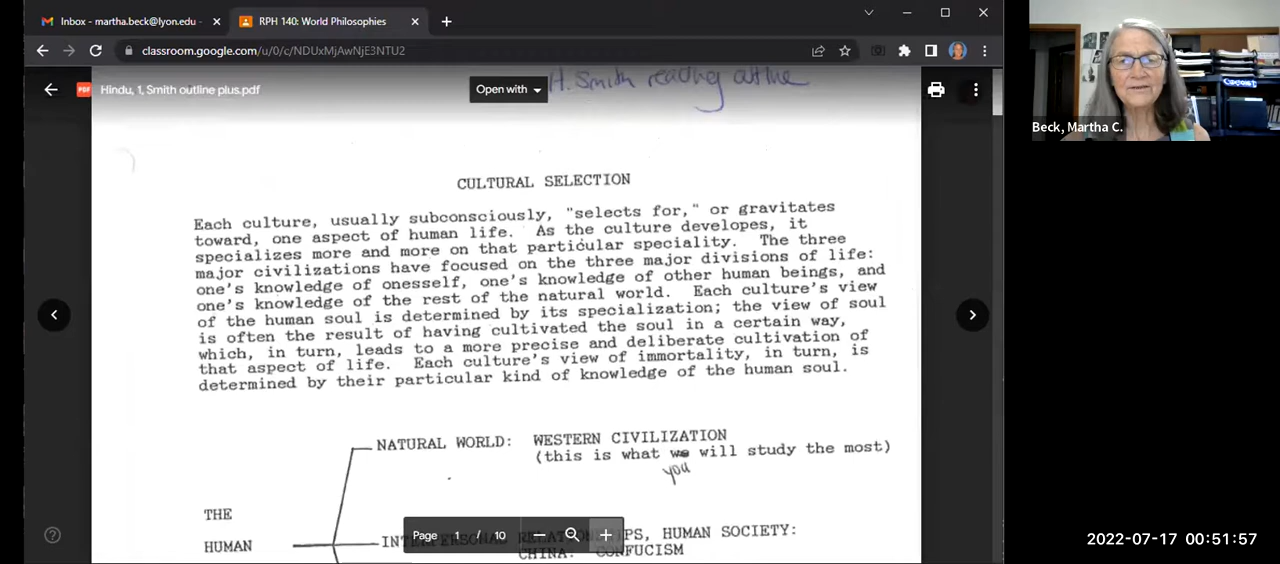 Inbox - martha.beck@lyon.edu -
RPH 140: World Philosophies
classroom.google.com/u/0/c/NDUxMjAwNjE3NTU2
Hindu, 1, Smith outline plus.pdf
Open with
H. Smith reading outline
CULTURAL SELECTION
Each culture, usually subconsciously, "selects for," or gravitates
toward, one aspect of human life. As the culture developes, it
specializes more and more on that particular speciality. The three
major civilizations have focused on the three major divisions of life:
one's knowledge of onesself, one's knowledge of other human beings, and
one's knowledge of the rest of the natural world. Each culture's view
of the human soul is determined by its specialization; the view of soul
is often the result of having cultivated the soul in a certain way,
which, in turn, leads to a more precise and deliberate cultivation of
that aspect of life. Each culture's view of immortality, in turn, is
determined by their particular kind of knowledge of the human soul.
NATURAL WORLD: WESTERN CIVILIZATION
(this is what we will study the most)
you
THE
HUMAN
INTERPERSONAL RELATIONSHIPS, HUMAN SOCIETY:
CHINA: CONFUCISM
Page 1 / 10
Beck, Martha C.
2022-07-17 00:51:57